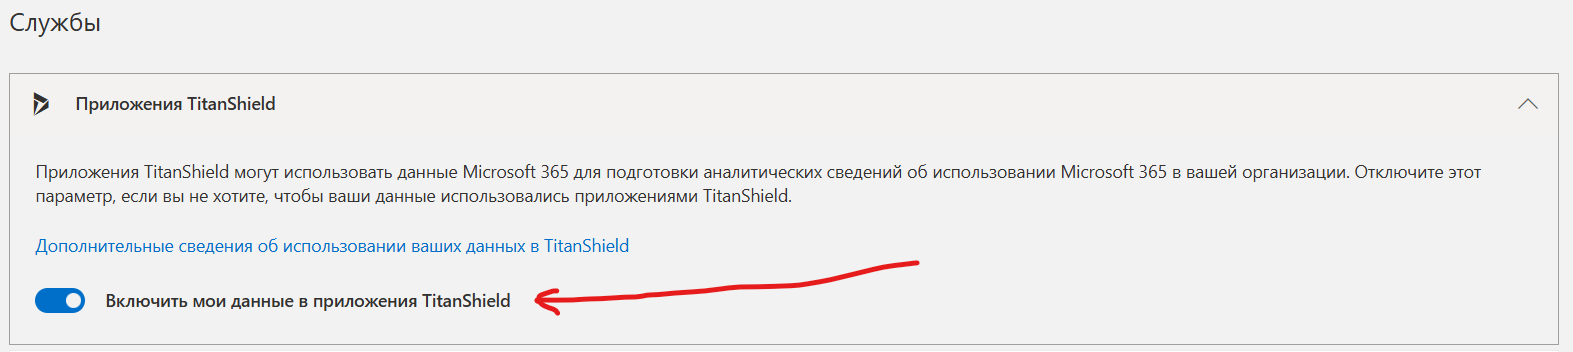 Службы
Приложения TitanShield
Приложения TitanShield могут использовать данные Microsoft 365 для подготовки аналитических сведений об использовании Microsoft 365 в вашей организации. Отключите этот
параметр, если вы не хотите, чтобы ваши данные использовались приложениями TitanShield.
Дополнительные сведения об использовании ваших данных в TitanShield
Включить мои данные в приложения TitanShield